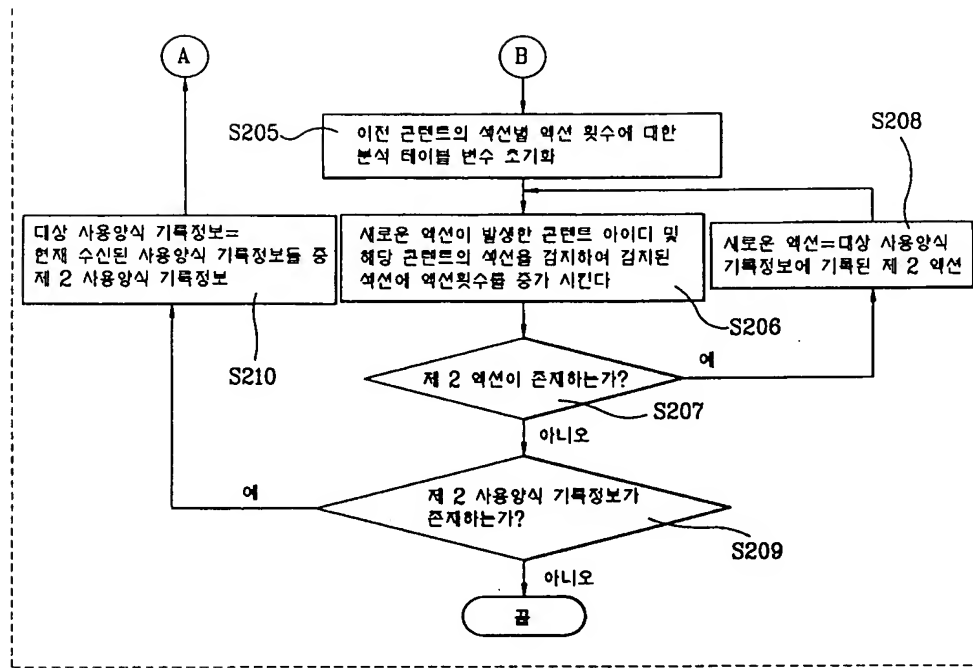 A
B
S205
이전 콘텐트의 섹션별 액션 횟수에 대한
분석 테이블 변수 초기화
S208
대상 사용양식 기록정보=
현재 수신된 사용양식 기록정보들 중
제 2 사용양식 기록정보
새로운 액션이 발생한 콘텐트 아이디 및
해당 콘텐트의 섹션을 검지하여 검지된
섹션에 액션횟수를 증가 시킨다
새로운 액션=대상 사용양식
기록정보에 기록된 제 2 액션
S206
S210
제 2 액션이 존재하는가?
예
S207
아니오
예
제 2 사용양식 기록정보가
존재하는가?
S209
아니오
끝